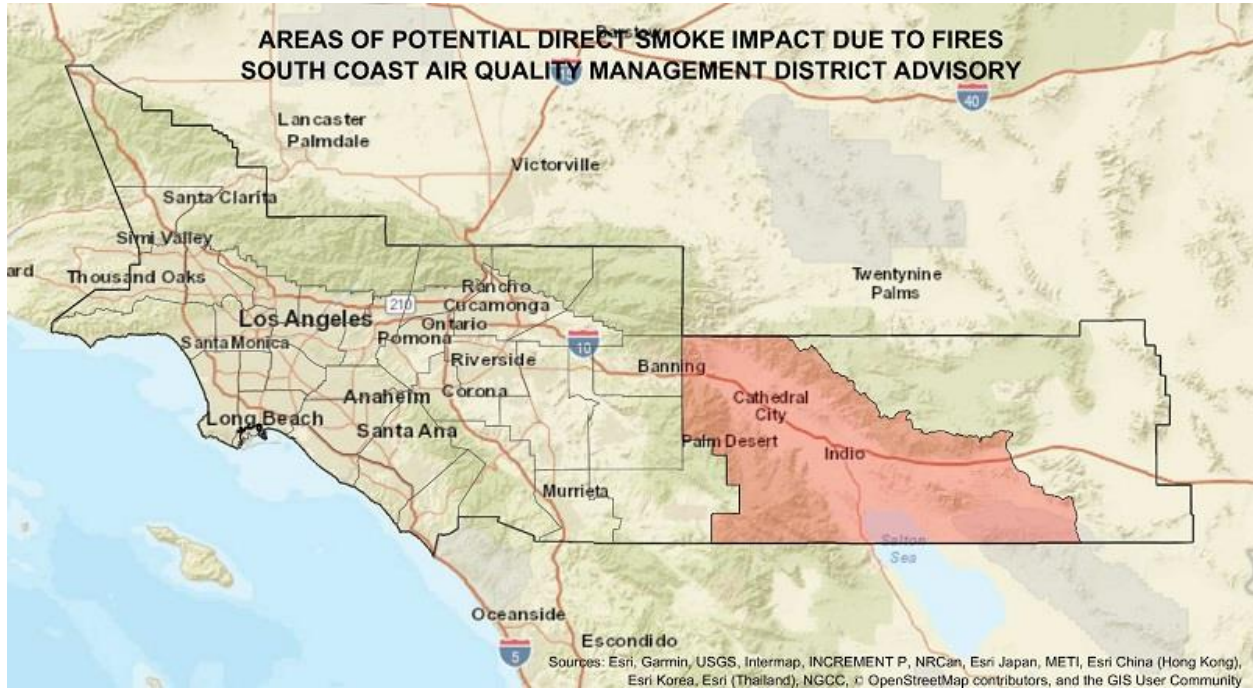 AREAS OF POTENTIAL DIRECT SMOKE IMPACT DUE TO FIRES
SOUTH COAST AIR QUALITY MANAGEMENT DISTRICT ADVISORY
Barstow
15
40
Lancaster
Palmdale
Victorville
Santa Clarita
Simi Valley
ard
Thousand Oaks
Twentynine
Palms
Rancho
Cucamonga
210
Los Angeles
Ontario
Santa Monica
Pomona
10
Riverside
Banning
Anaheim
Corona
Cathedral
City
Long Beach
Santa Ana
Palm Desert
Indio
Murrieta
Salton
Sea
Oceanside
Escondido
5
Sources: Esri, Garmin, USGS, Intermap, INCREMENT P, NRCan, Esri Japan, METI, Esri China (Hong Kong),
Esri Korea, Esri (Thailand), NGCC, © OpenStreetMap contributors, and the GIS User Community